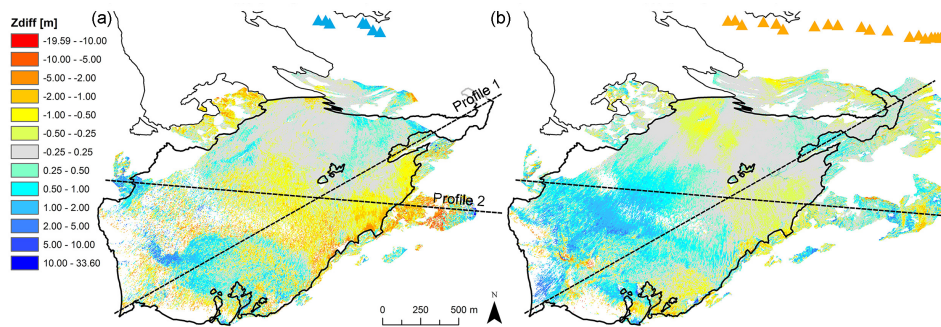 (a)
(b)
Zdiff [m]
-19.59 - -10.00
-10.00 - -5.00
-5.00 - -2.00
-2.00 - -1.00
-1.00 - -0.50
-0.50 - -0.25
-0.25 - 0.25
0.25 - 0.50
0.50 - 1.00
1.00 - 2.00
2.00 - 5.00
5.00 - 10.00
10.00 - 33.60
Profile 1
Profile 2
0 250 500 m
N